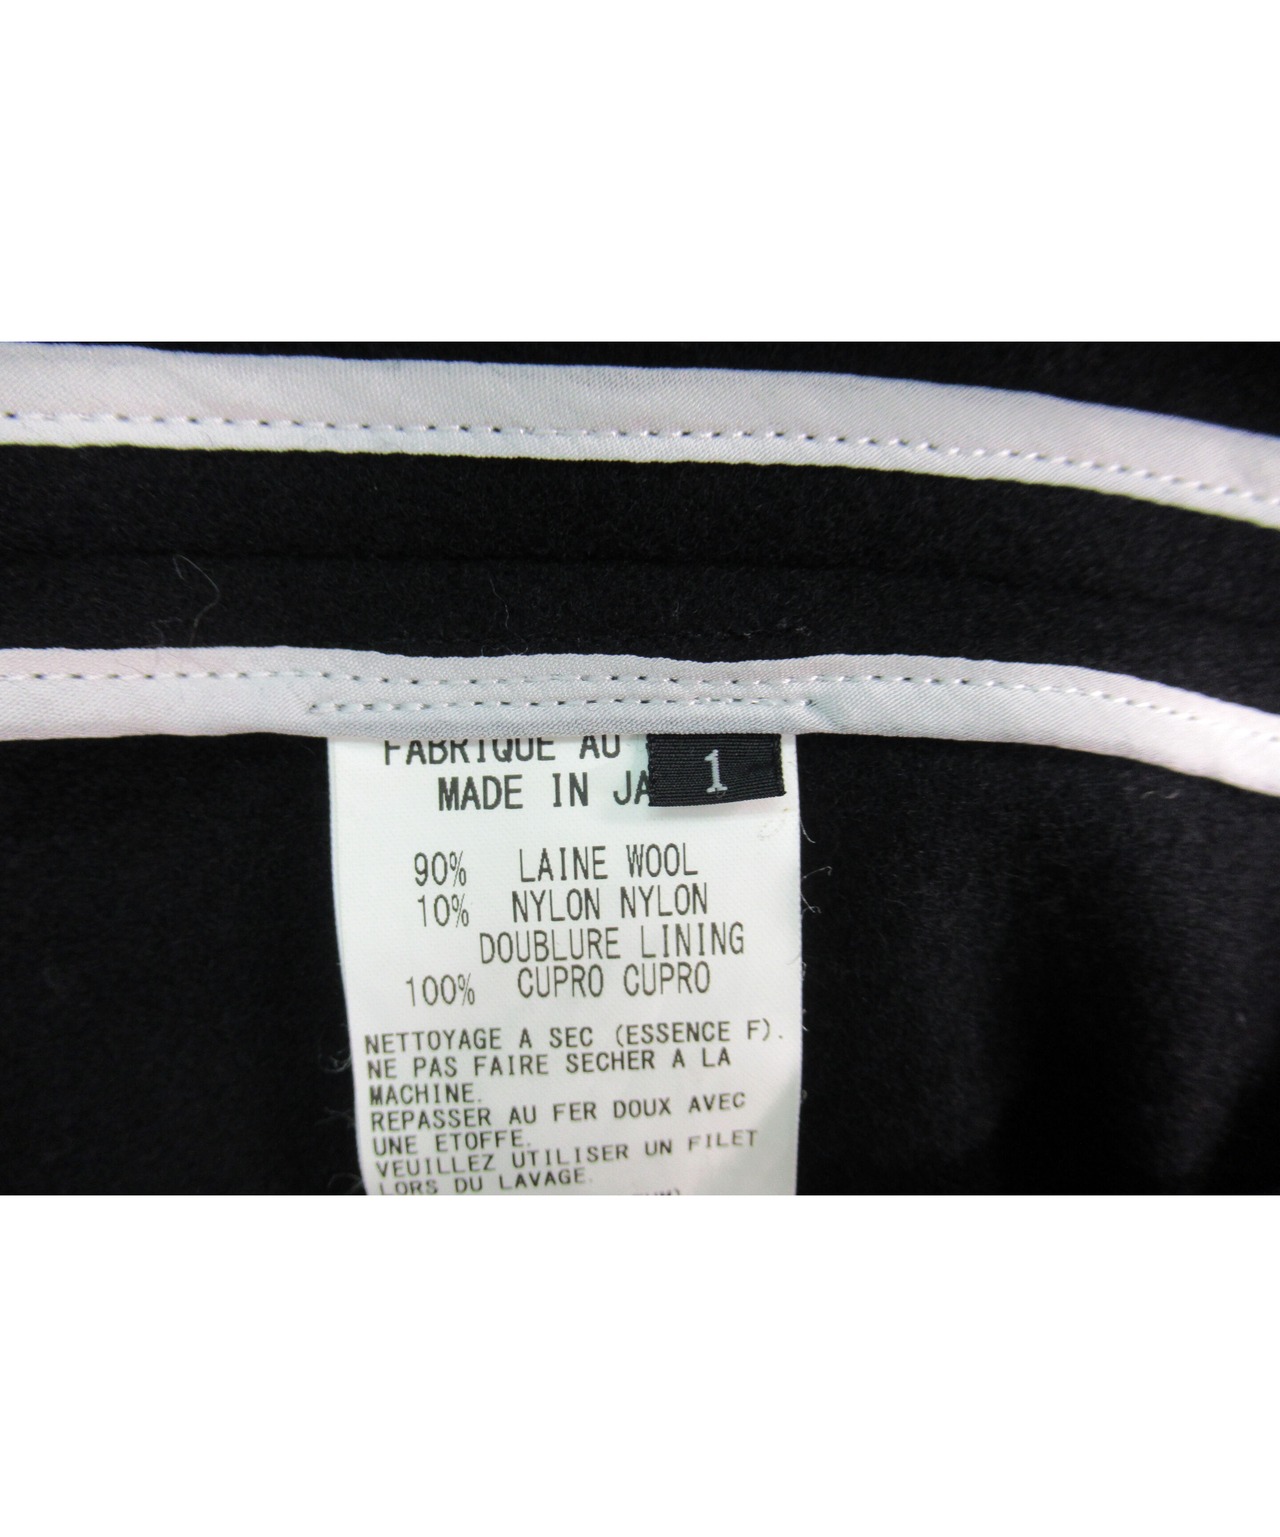 FABRIQUE AU
MADE IN JA
1
90% LAINE WOOL
10% NYLON NYLON
DOUBLURE LINING
100% CUPRO CUPRO
NETTOYAGE A SEC (ESSENCE F).
NE PAS FAIRE SECHER A LA
MACHINE.
REPASSER AU FER DOUX AVEC
UNE ETOFFE.
VEUILLEZ UTILISER UN FILET
LORS DU LAVAGE.